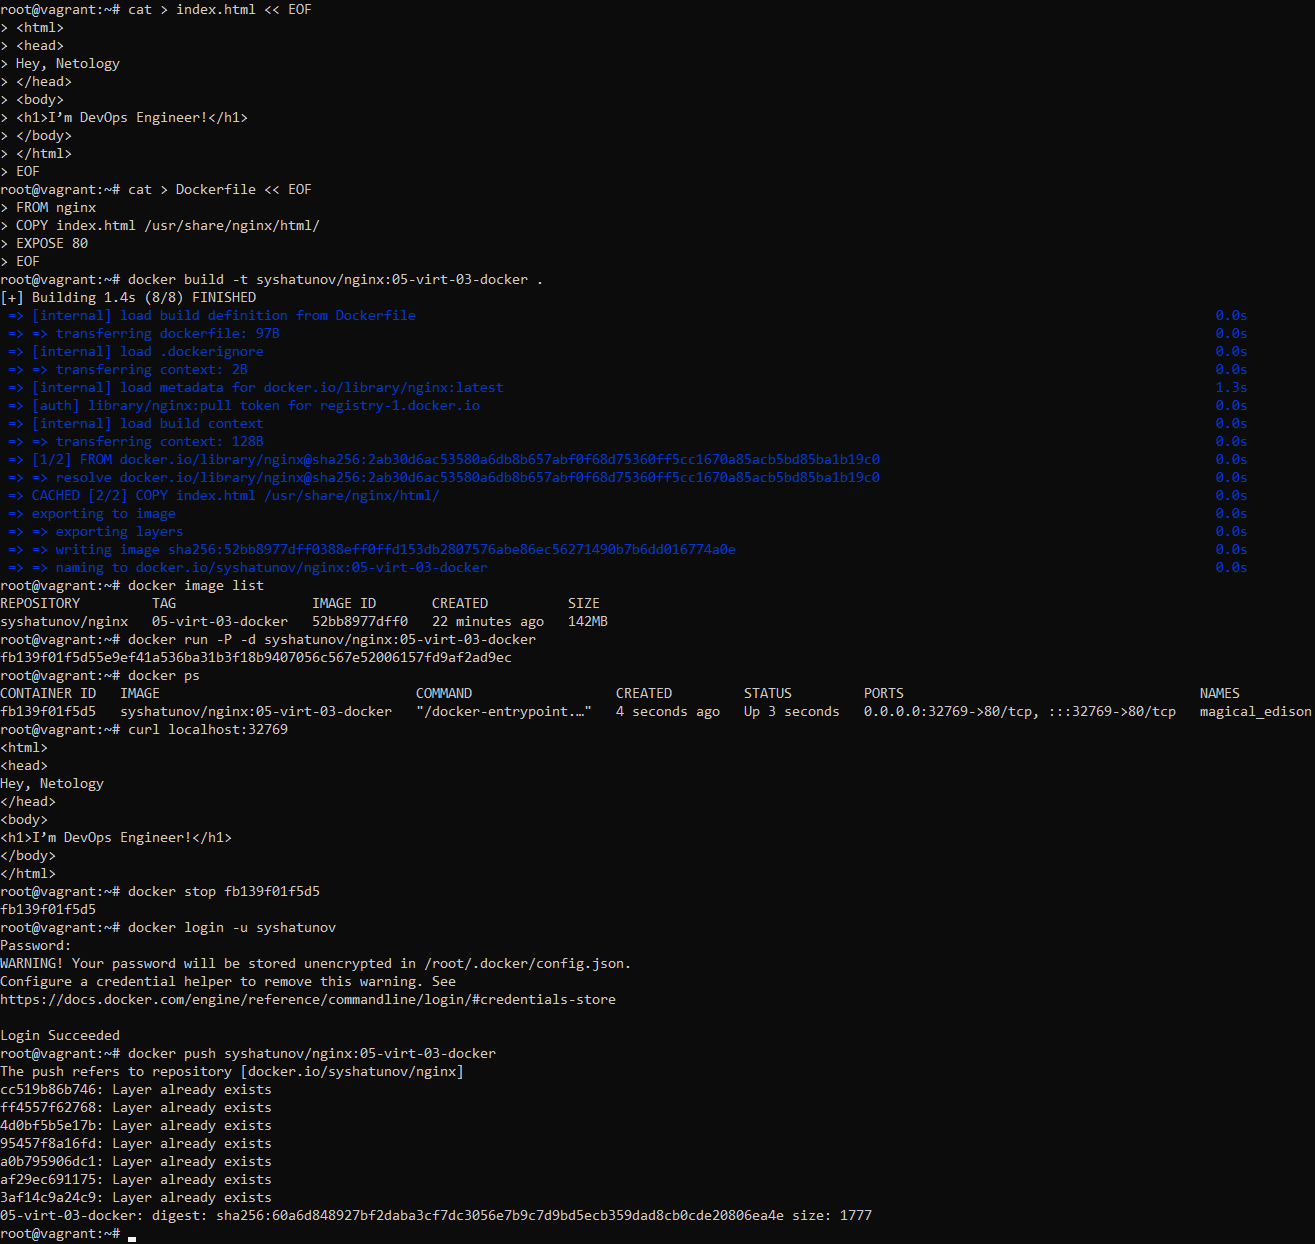 root@vagrant:~# cat > index.html << EOF
> <html>
> <head>
> Hey, Netology
> </head>
> <body>
> <h1>I’m DevOps Engineer!</h1>
> </body>
> </html>
> EOF
root@vagrant:~# cat > Dockerfile << EOF
> FROM nginx
> COPY index.html /usr/share/nginx/html/
> EXPOSE 80
> EOF
root@vagrant:~# docker build -t syshatunov/nginx:05-virt-03-docker .
[+] Building 1.4s (8/8) FINISHED
=> [internal] load build definition from Dockerfile 0.0s
=> => transferring dockerfile: 97B 0.0s
=> [internal] load .dockerignore 0.0s
=> => transferring context: 2B 0.0s
=> [internal] load metadata for docker.io/library/nginx:latest 1.3s
=> [auth] library/nginx:pull token for registry-1.docker.io 0.0s
=> [internal] load build context 0.0s
=> => transferring context: 128B 0.0s
=> [1/2] FROM docker.io/library/nginx@sha256:2ab30d6ac53580a6db8b657abf0f68d75360ff5cc1670a85acb5bd85ba1b19c0 0.0s
=> => resolve docker.io/library/nginx@sha256:2ab30d6ac53580a6db8b657abf0f68d75360ff5cc1670a85acb5bd85ba1b19c0 0.0s
=> CACHED [2/2] COPY index.html /usr/share/nginx/html/ 0.0s
=> exporting to image 0.0s
=> => exporting layers 0.0s
=> => writing image sha256:52bb8977dff0388eff0ffd153db2807576abe86ec56271490b7b6dd016774a0e 0.0s
=> => naming to docker.io/syshatunov/nginx:05-virt-03-docker 0.0s
root@vagrant:~# docker image list
REPOSITORY TAG IMAGE ID CREATED SIZE
syshatunov/nginx 05-virt-03-docker 52bb8977dff0 22 minutes ago 142MB
root@vagrant:~# docker run -P -d syshatunov/nginx:05-virt-03-docker
fb139f01f5d55e9ef41a536ba31b3f18b9407056c567e52006157fd9af2ad9ec
root@vagrant:~# docker ps
CONTAINER ID IMAGE COMMAND CREATED STATUS PORTS NAMES
fb139f01f5d5 syshatunov/nginx:05-virt-03-docker "/docker-entrypoint.…" 4 seconds ago Up 3 seconds 0.0.0.0:32769->80/tcp, :::32769->80/tcp magical_edison
root@vagrant:~# curl localhost:32769
<html>
<head>
Hey, Netology
</head>
<body>
<h1>I’m DevOps Engineer!</h1>
</body>
</html>
root@vagrant:~# docker stop fb139f01f5d5
fb139f01f5d5
root@vagrant:~# docker login -u syshatunov
Password:
WARNING! Your password will be stored unencrypted in /root/.docker/config.json.
Configure a credential helper to remove this warning. See
https://docs.docker.com/engine/reference/commandline/login/#credentials-store
Login Succeeded
root@vagrant:~# docker push syshatunov/nginx:05-virt-03-docker
The push refers to repository [docker.io/syshatunov/nginx]
cc519b86b746: Layer already exists
ff4557f62768: Layer already exists
4d0bf5b5e17b: Layer already exists
95457f8a16fd: Layer already exists
a0b795906dc1: Layer already exists
af29ec691175: Layer already exists
3af14c9a24c9: Layer already exists
05-virt-03-docker: digest: sha256:60a6d848927bf2daba3cf7dc3056e7b9c7d9bd5ecb359dad8cb0cde20806ea4e size: 1777
root@vagrant:~#